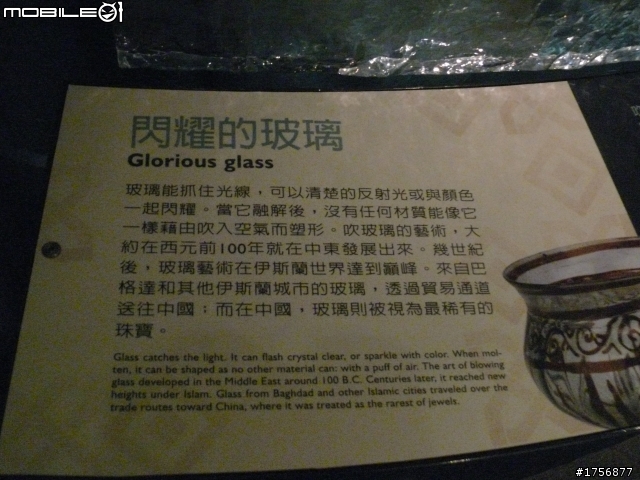 MOBILE01
閃耀的玻璃
Glorious glass
玻璃能抓住光線，可以清楚的反射光或與顏色
一起閃耀。當它融解後，沒有任何材質能像它
一樣藉由吹入空氣而塑形。吹玻璃的藝術，大
約在西元前100年就在中東發展出來。幾世紀
後，玻璃藝術在伊斯蘭世界達到巔峰。來自巴
格達和其他伊斯蘭城市的玻璃，透過貿易通道
送往中國；而在中國，玻璃則被視為最稀有的
珠寶。
Glass catches the light. It can flash crystal clear, or sparkle with color. When mol-
ten, it can be shaped as no other material can: with a puff of air. The art of blowing
glass developed in the Middle East around 100 B.C. Centuries later, it reached new
heights under Islam. Glass from Baghdad and other Islamic cities traveled over the
trade routes toward China, where it was treated as the rarest of jewels.
#1756877